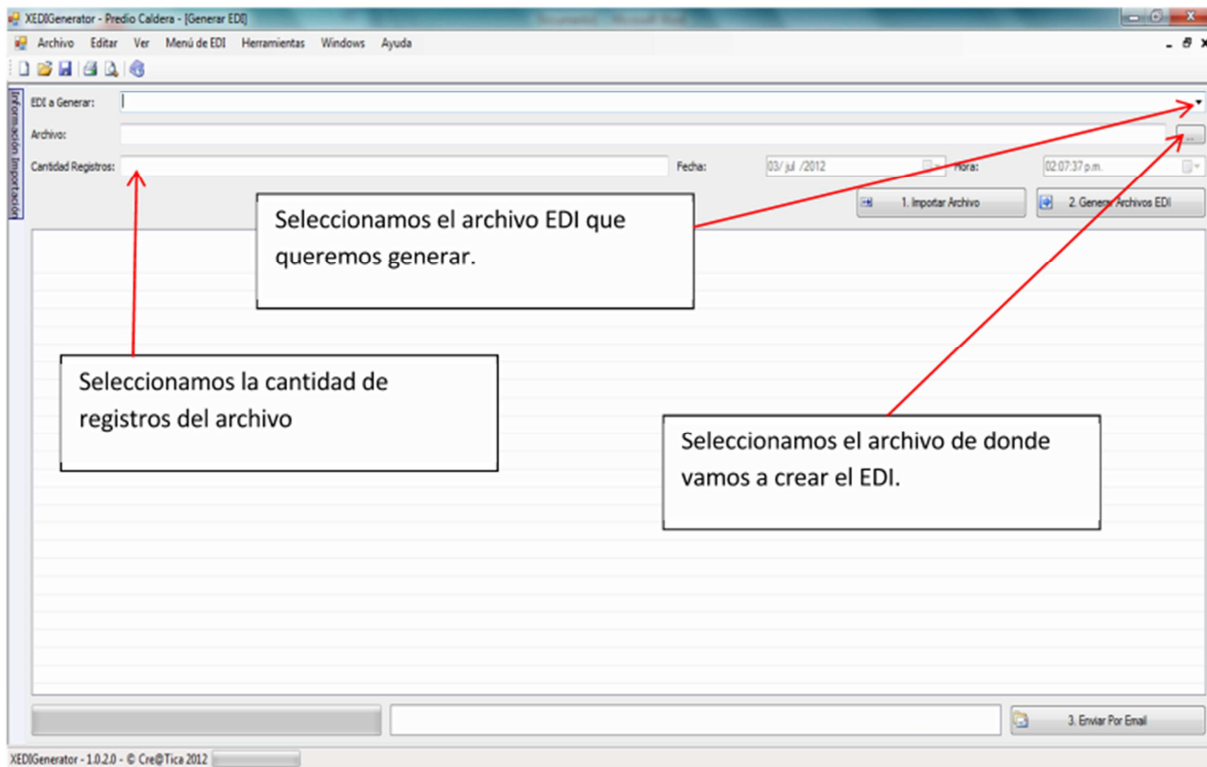 XEDIGenerator - Predio Caldera - [Generar EDI]
Archivo Editar Ver Menú de EDI Herramientas Windows Ayuda
Información Importación
EDI a Generar:
Archivo:
...
Cantidad Registros:
Fecha: 03/ jul /2012 Hora: 02:07:37 p.m.
1. Importar Archivo 2. Generar Archivos EDI
Seleccionamos el archivo EDI que
queremos generar.
Seleccionamos la cantidad de
registros del archivo
Seleccionamos el archivo de donde
vamos a crear el EDI.
3. Enviar Por Email
XEDIGenerator - 1.0.2.0 - © Cre@Tica 2012